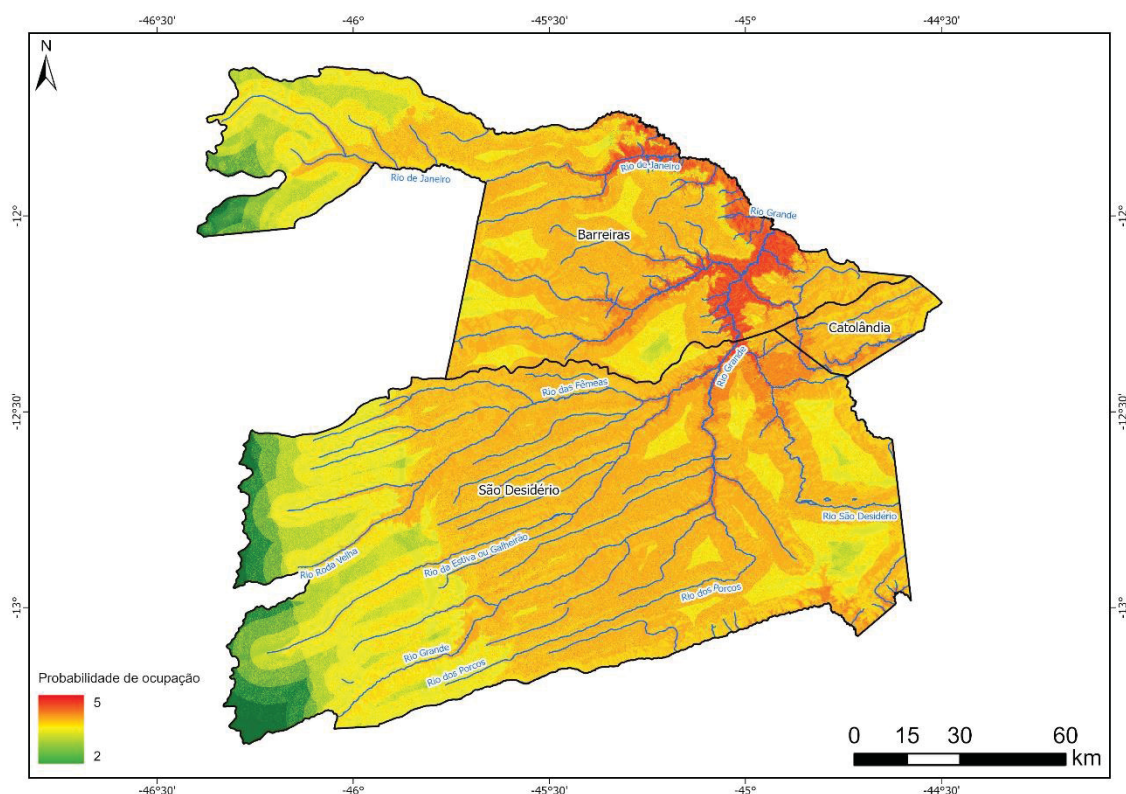 -46°30' -46° -45°30' -45° -44°30'
N
Rio de Janeiro
Rio de Janeiro
-12° -12°
Rio Grande
Barreiras
Catolândia
Rio Grande
Rio das Fêmeas
-12°30' -12°30'
São Desidério
Rio São Desidério
Rio da Estiva ou Galheirão
Rio Roda Velha
Rio dos Porcos
-13° -13°
Rio Grande
Rio dos Porcos
Probabilidade de ocupação
5
2
0 15 30 60
km
-46°30' -46° -45°30' -45° -44°30'